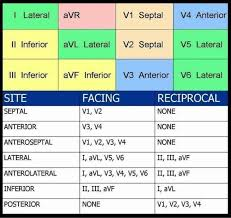 I Lateral aVR V1 Septal V4 Anterior
II Inferior aVL Lateral V2 Septal V5 Lateral
III Inferior aVF Inferior V3 Anterior V6 Lateral
SITE FACING RECIPROCAL
SEPTAL V1, V2 NONE
ANTERIOR V3, V4 NONE
ANTEROSEPTAL V1, V2, V3, V4 NONE
LATERAL I, aVL, V5, V6 II, III, aVF
ANTEROLATERAL I, aVL, V3, V4, V5, V6 II, III, aVF
INFERIOR II, III, aVF I, aVL
POSTERIOR NONE V1, V2, V3, V4